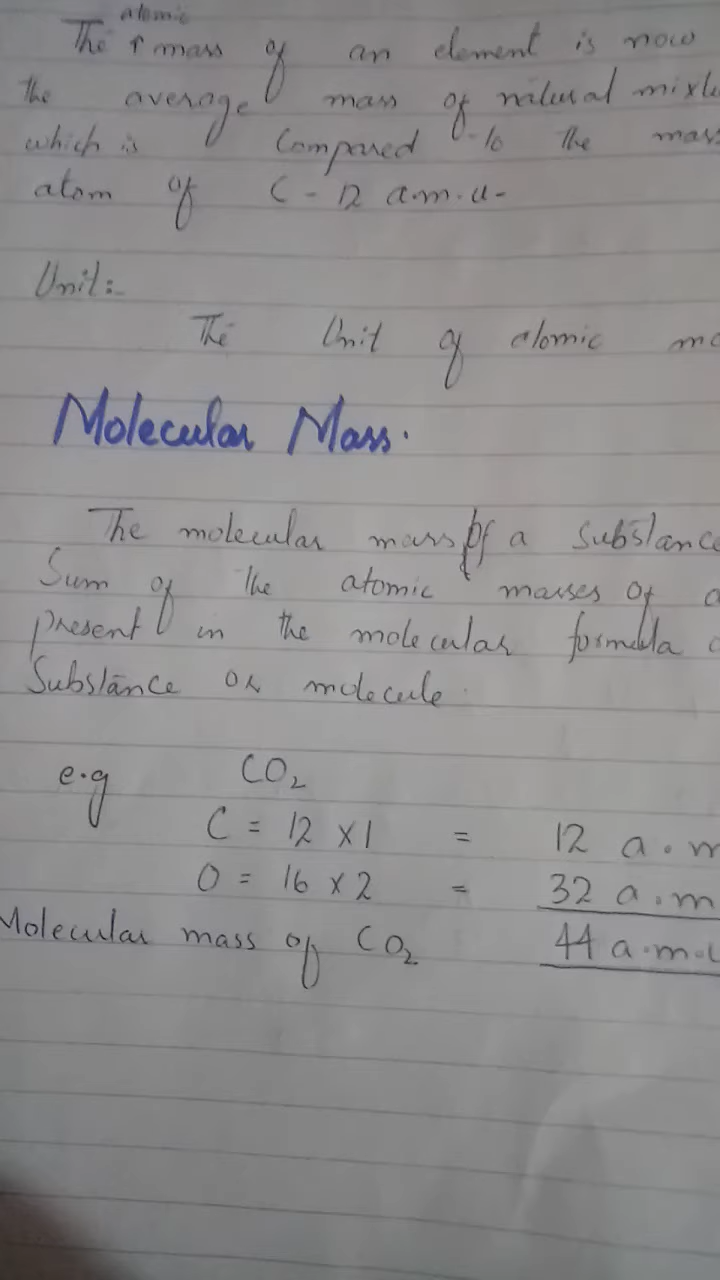 atomic
The ↑ mass of an element is now
the average mass of natural mixtu
which is Compared to the mass
atom of C - 12 a.m.u-
Unit:-
The Unit of atomic ma
Molecular Mass.
The molecular mass of a Substance
Sum of the atomic masses of a
present in the molecular formula o
Substance or molecule.
e.g CO₂
C = 12 × 1 = 12 a.m
O = 16 × 2 = 32 a.m
Molecular mass of CO₂ 44 a.m.u